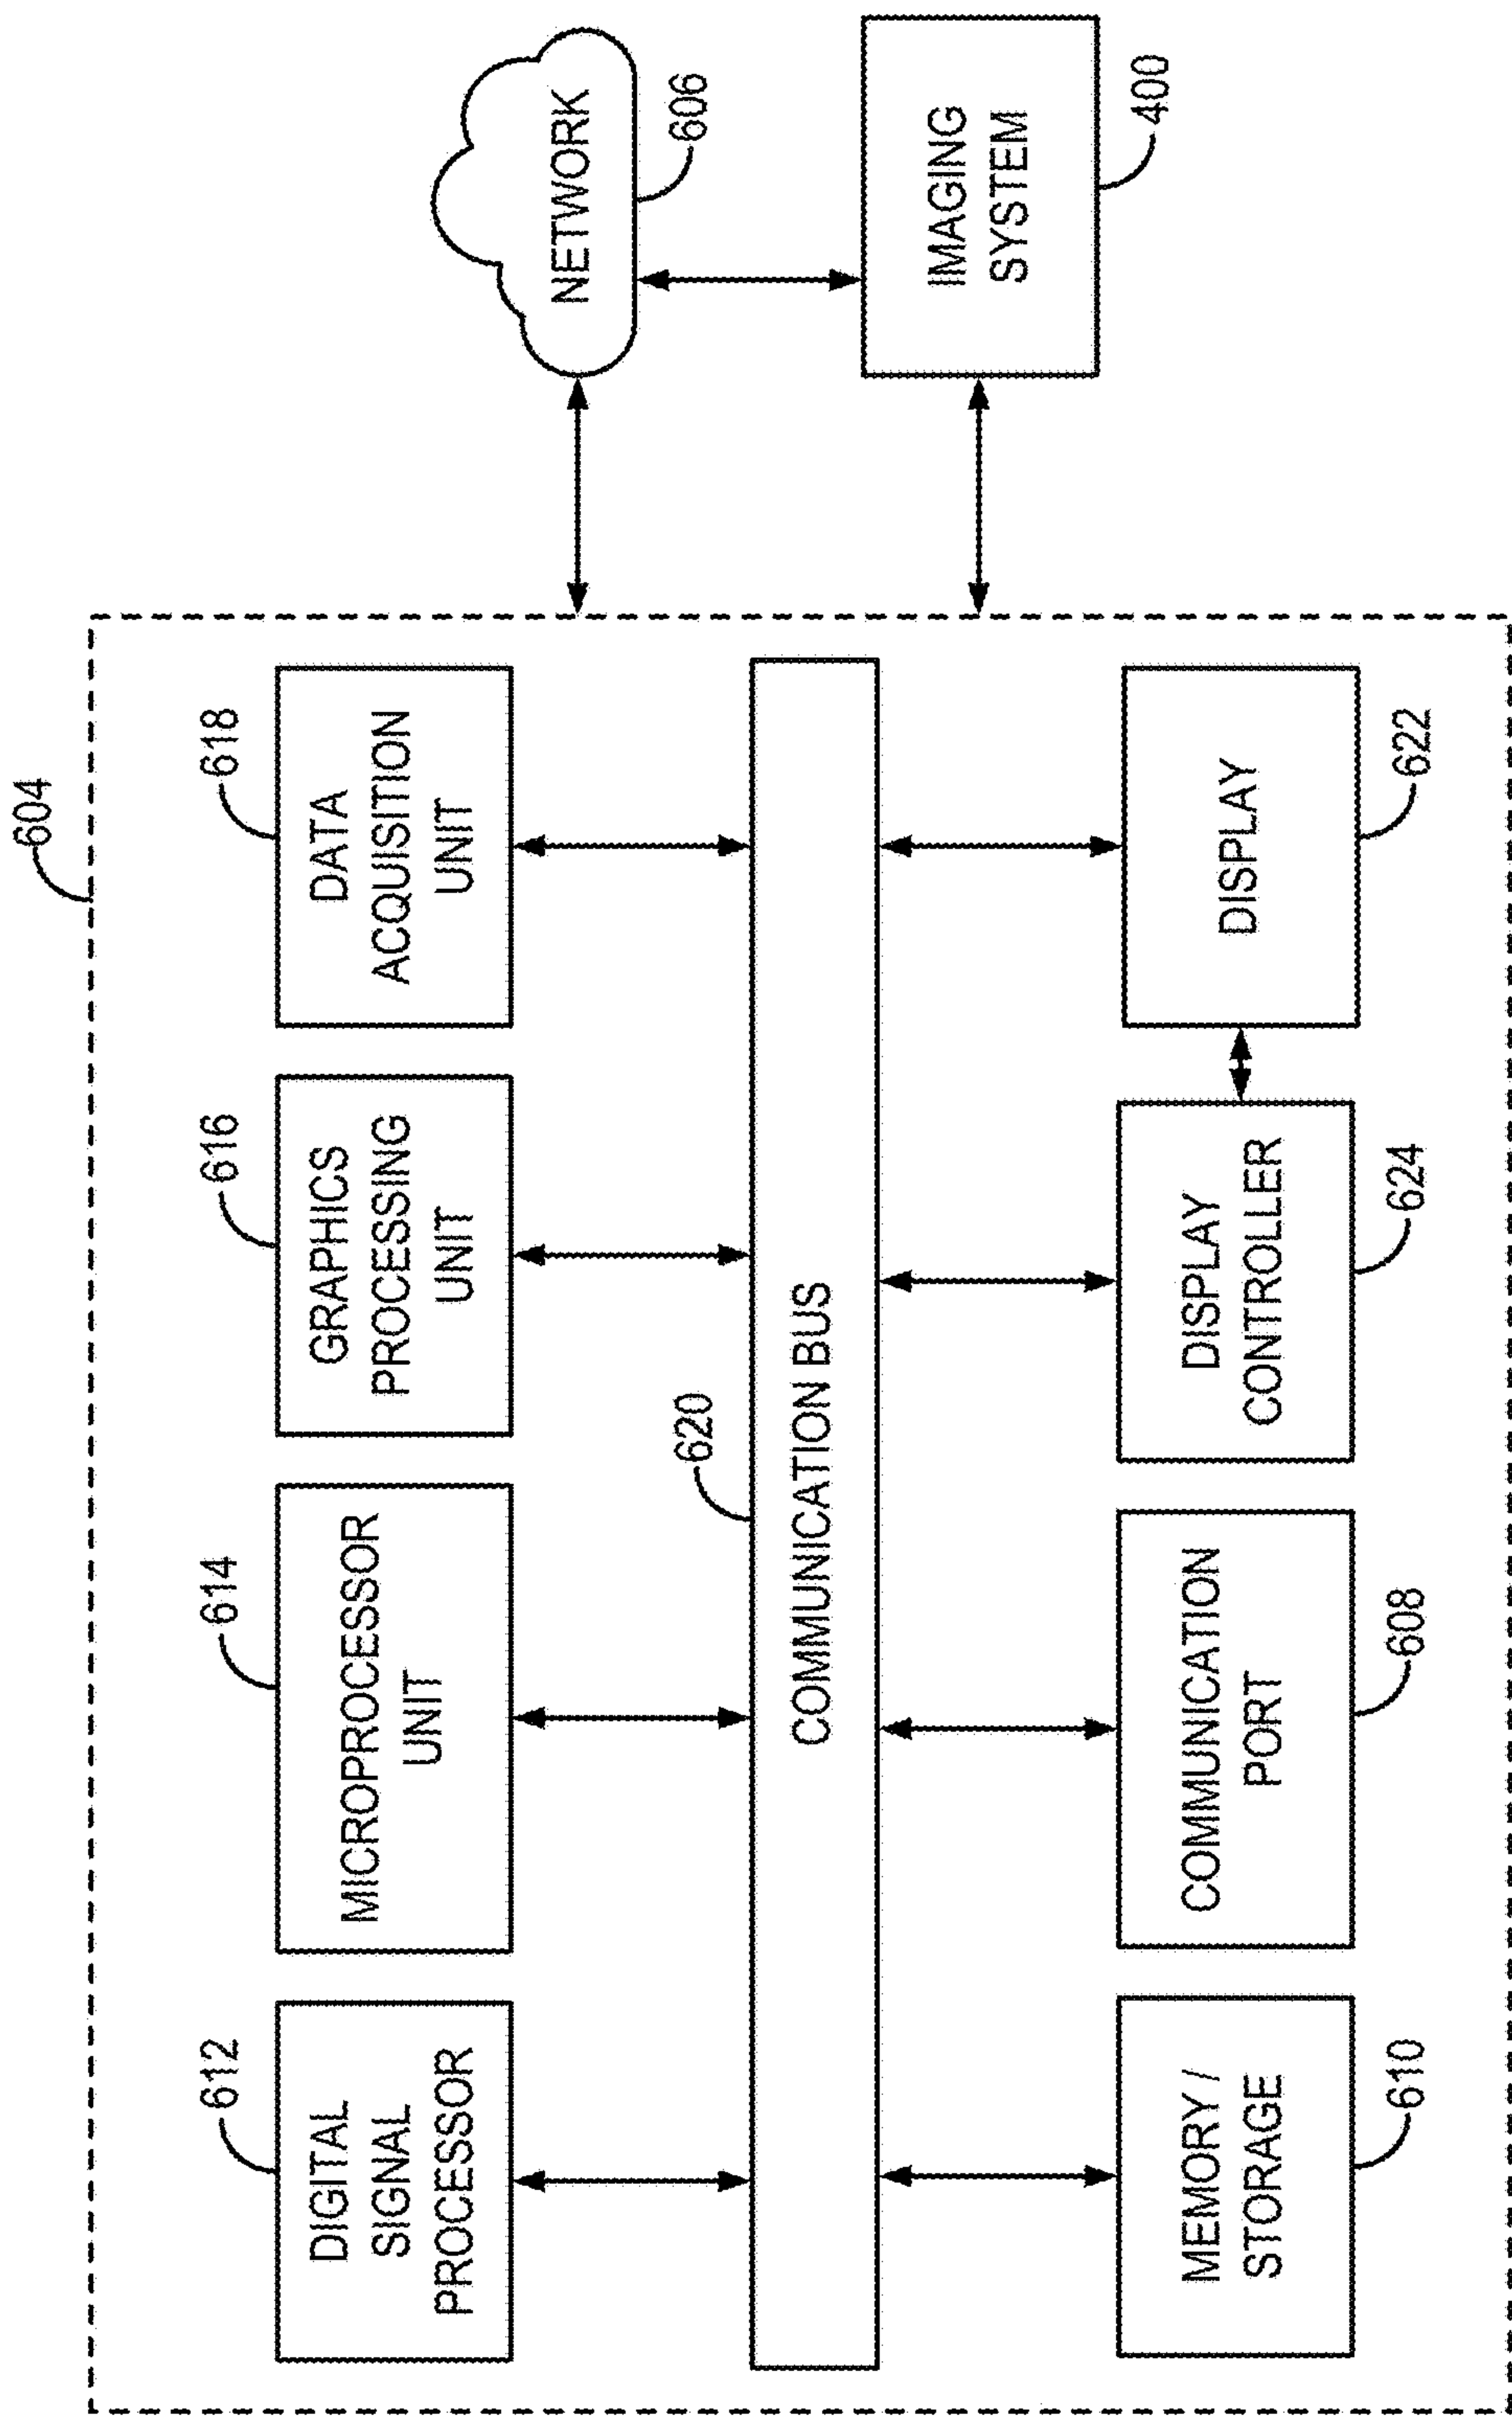 604
612
DIGITAL
SIGNAL
PROCESSOR
614
MICROPROCESSOR
UNIT
616
GRAPHICS
PROCESSING
UNIT
618
DATA
ACQUISITION
UNIT
620
COMMUNICATION BUS
MEMORY /
STORAGE
610
COMMUNICATION
PORT
608
DISPLAY
CONTROLLER
624
DISPLAY
622
NETWORK
606
IMAGING
SYSTEM
400